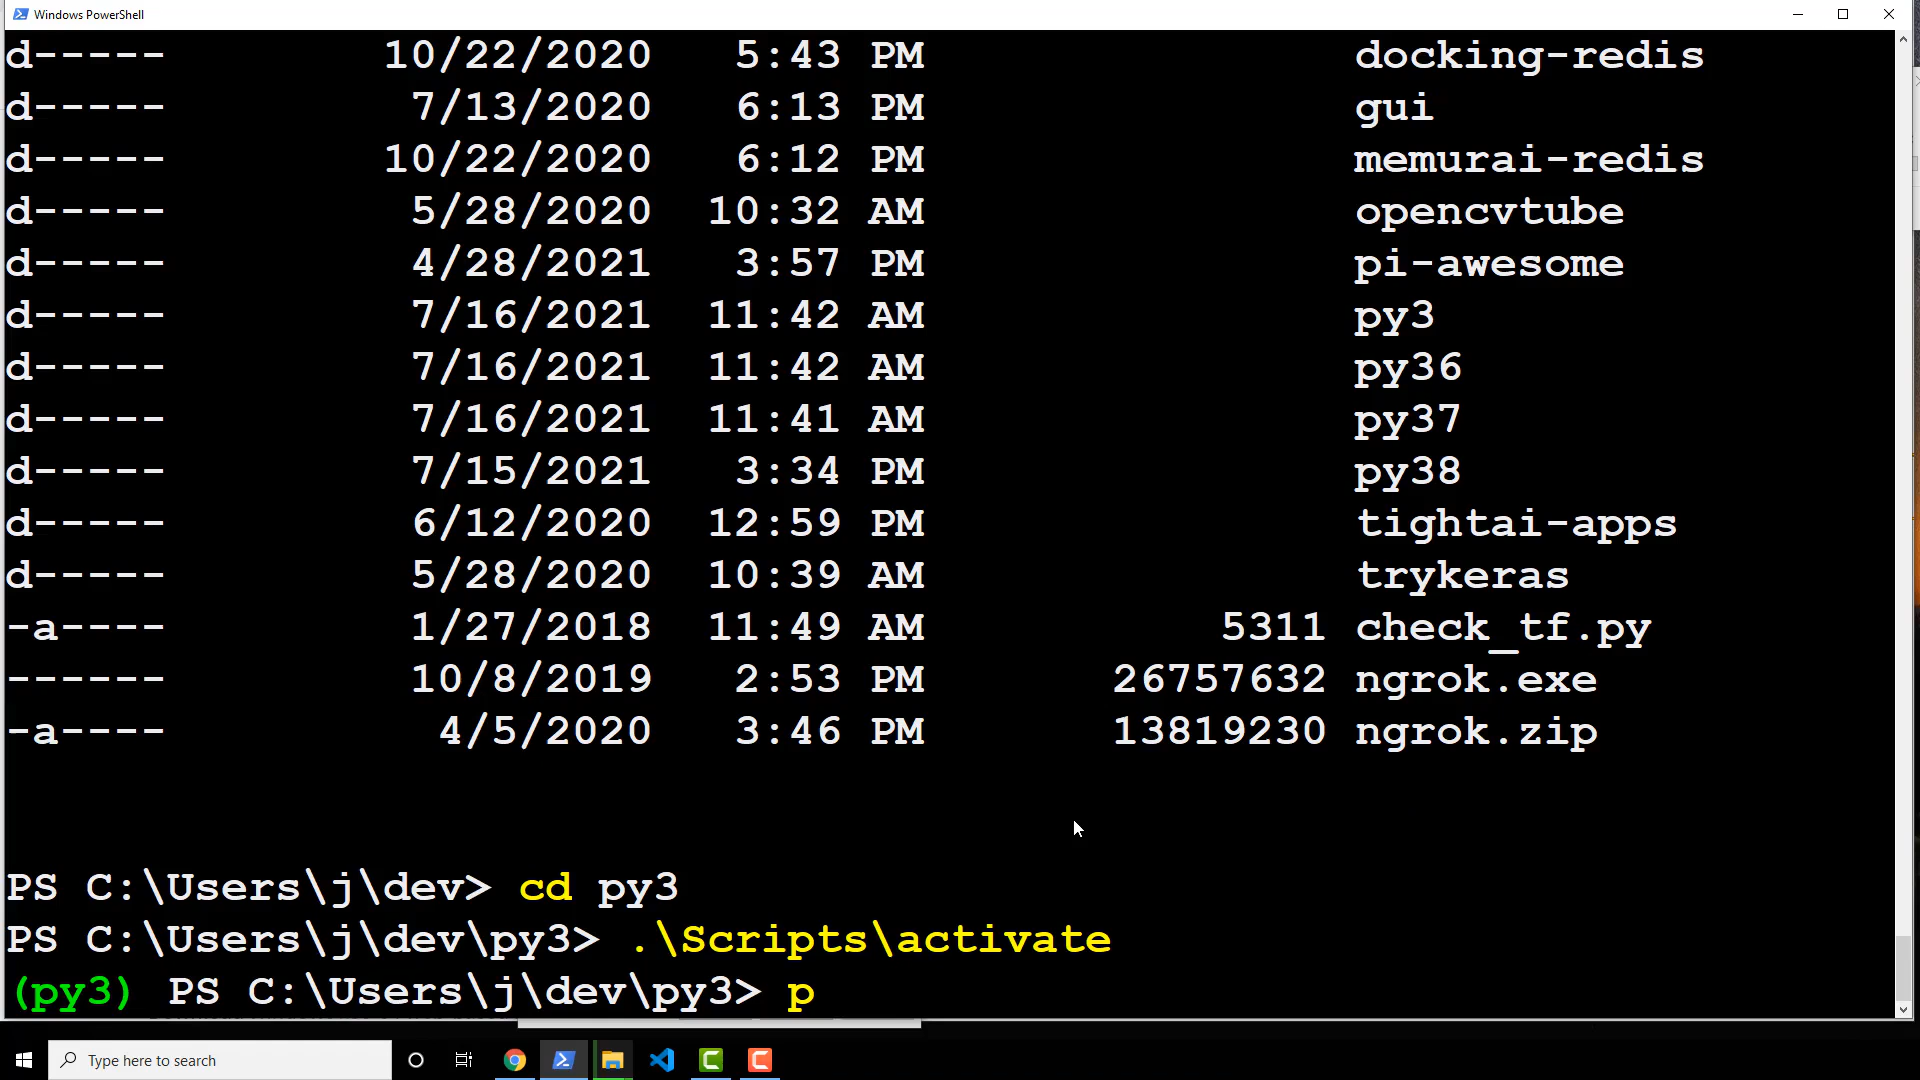 Windows PowerShell
d----- 10/22/2020 5:43 PM docking-redis
d----- 7/13/2020 6:13 PM gui
d----- 10/22/2020 6:12 PM memurai-redis
d----- 5/28/2020 10:32 AM opencvtube
d----- 4/28/2021 3:57 PM pi-awesome
d----- 7/16/2021 11:42 AM py3
d----- 7/16/2021 11:42 AM py36
d----- 7/16/2021 11:41 AM py37
d----- 7/15/2021 3:34 PM py38
d----- 6/12/2020 12:59 PM tightai-apps
d----- 5/28/2020 10:39 AM trykeras
-a---- 1/27/2018 11:49 AM 5311 check_tf.py
------ 10/8/2019 2:53 PM 26757632 ngrok.exe
-a---- 4/5/2020 3:46 PM 13819230 ngrok.zip
PS C:\Users\j\dev> cd py3
PS C:\Users\j\dev\py3> .\Scripts\activate
(py3) PS C:\Users\j\dev\py3> p
Type here to search